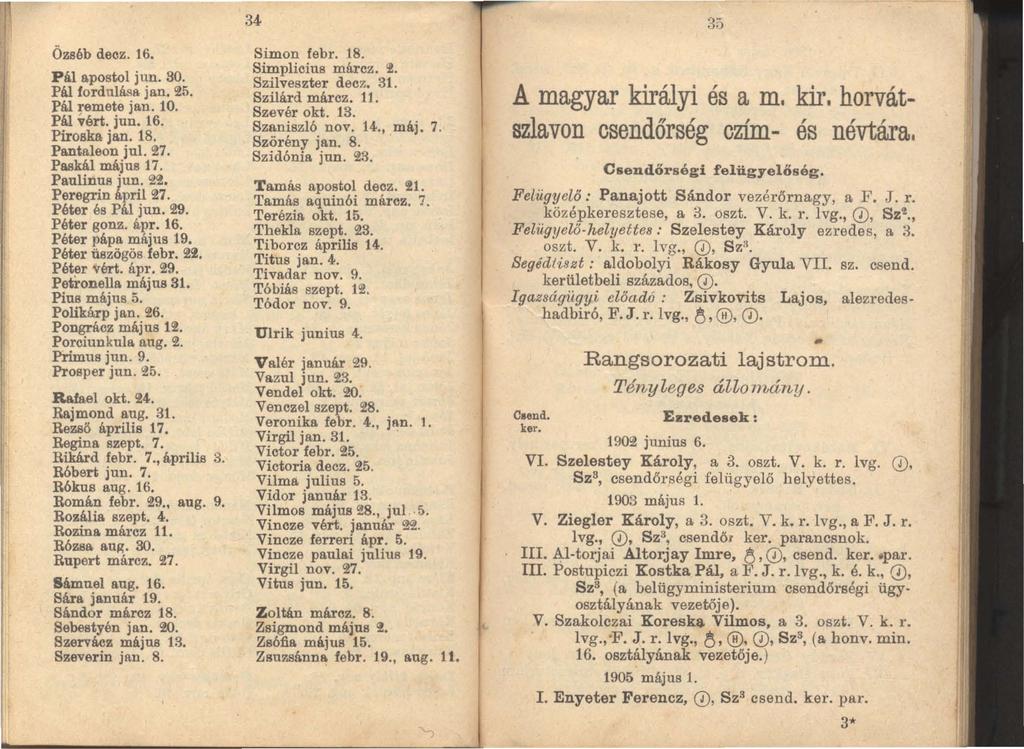 34
Özséb decz. 16.
Pál apostol jun. 30.
Pál fordulása jan. 25.
Pál remete jan. 10.
Pál vért. jun. 16.
Piroska jan. 18.
Pantaleon jul. 27.
Paskál május 17.
Paulinus jun. 22.
Peregrin ápril 27.
Péter és Pál jun. 29.
Péter gonz. ápr. 16.
Péter pápa május 19.
Péter üszögös febr. 22.
Péter vért. ápr. 29.
Petronella május 31.
Pius május 5.
Polikárp jan. 26.
Pongrácz május 12.
Porciunkula aug. 2.
Primus jun. 9.
Prosper jun. 25.
Rafael okt. 24.
Rajmond aug. 31.
Rezső április 17.
Regina szept. 7.
Rikárd febr. 7., április 3.
Róbert jun. 7.
Rókus aug. 16.
Román febr. 29., aug. 9.
Rozália szept. 4.
Rozina márcz 11.
Rózsa aug. 30.
Rupert márcz. 27.
Sámuel aug. 16.
Sára január 19.
Sándor márcz 18.
Sebestyén jan. 20.
Szervácz május 13.
Szeverin jan. 8.
Simon febr. 18.
Simplicius márcz. 2.
Szilveszter decz. 31.
Szilárd márcz. 11.
Szevér okt. 13.
Szaniszló nov. 14., máj. 7.
Szörény jan. 8.
Szidónia jun. 23.
Tamás apostol decz. 21.
Tamás aquinói márcz. 7.
Terézia okt. 15.
Thekla szept. 23.
Tiborcz április 14.
Titus jan. 4.
Tivadar nov. 9.
Tóbiás szept. 12.
Tódor nov. 9.
Ulrik junius 4.
Valér január 29.
Vazul jun. 23.
Vendel okt. 20.
Venczel szept. 28.
Veronika febr. 4., jan. 1.
Virgil jan. 31.
Victor febr. 25.
Victoria decz. 25.
Vilma julius 5.
Vidor január 13.
Vilmos május 28., jul. 5.
Vincze vért. január 22.
Vincze ferreri ápr. 5.
Vincze paulai julius 19.
Virgil nov. 27.
Vitus jun. 15.
Zoltán márcz. 8.
Zsigmond május 2.
Zsófia május 15.
Zsuzsánna febr. 19., aug. 11.
35
A magyar királyi és a m. kir. horvát-
szlavon csendőrség czím- és névtára.
Csendőrségi felügyelőség.
Felügyelő: Panajott Sándor vezérőrnagy, a F. J. r.
középkeresztese, a 3. oszt. V. k. r. lvg., Ⓙ, Sz².,
Felügyelő-helyettes: Szelestey Károly ezredes, a 3.
oszt. V. k. r. lvg., Ⓙ, Sz³.
Segédtiszt: aldobolyi Rákosy Gyula VII. sz. csend.
kerületbeli százados, Ⓙ.
Igazságügyi előadó: Zsivkovits Lajos, alezredes-
hadbiró, F. J. r. lvg., Ⓗ, Ⓙ.
Rangsorozati lajstrom.
Tényleges állomány.
Csend. ker. Ezredesek:
1902 junius 6.
VI. Szelestey Károly, a 3. oszt. V. k. r. lvg. Ⓙ,
Sz³, csendőrségi felügyelő helyettes.
1903 május 1.
V. Ziegler Károly, a 3. oszt. V. k. r. lvg., a F. J. r.
lvg., Ⓙ, Sz³, csendőr ker. parancsnok.
III. Al-torjai Altorjay Imre, Ⓙ, csend. ker. par.
III. Postupiczi Kostka Pál, a F. J. r. lvg., k. é. k., Ⓙ,
Sz³, (a belügyministerium csendőrségi ügy-
osztályának vezetője).
V. Szakolczai Koreska Vilmos, a 3. oszt. V. k. r.
lvg., F. J. r. lvg., Ⓗ, Ⓙ, Sz³, (a honv. min.
16. osztályának vezetője.)
1905 május 1.
I. Enyeter Ferencz, Ⓙ, Sz³ csend. ker. par.
3*